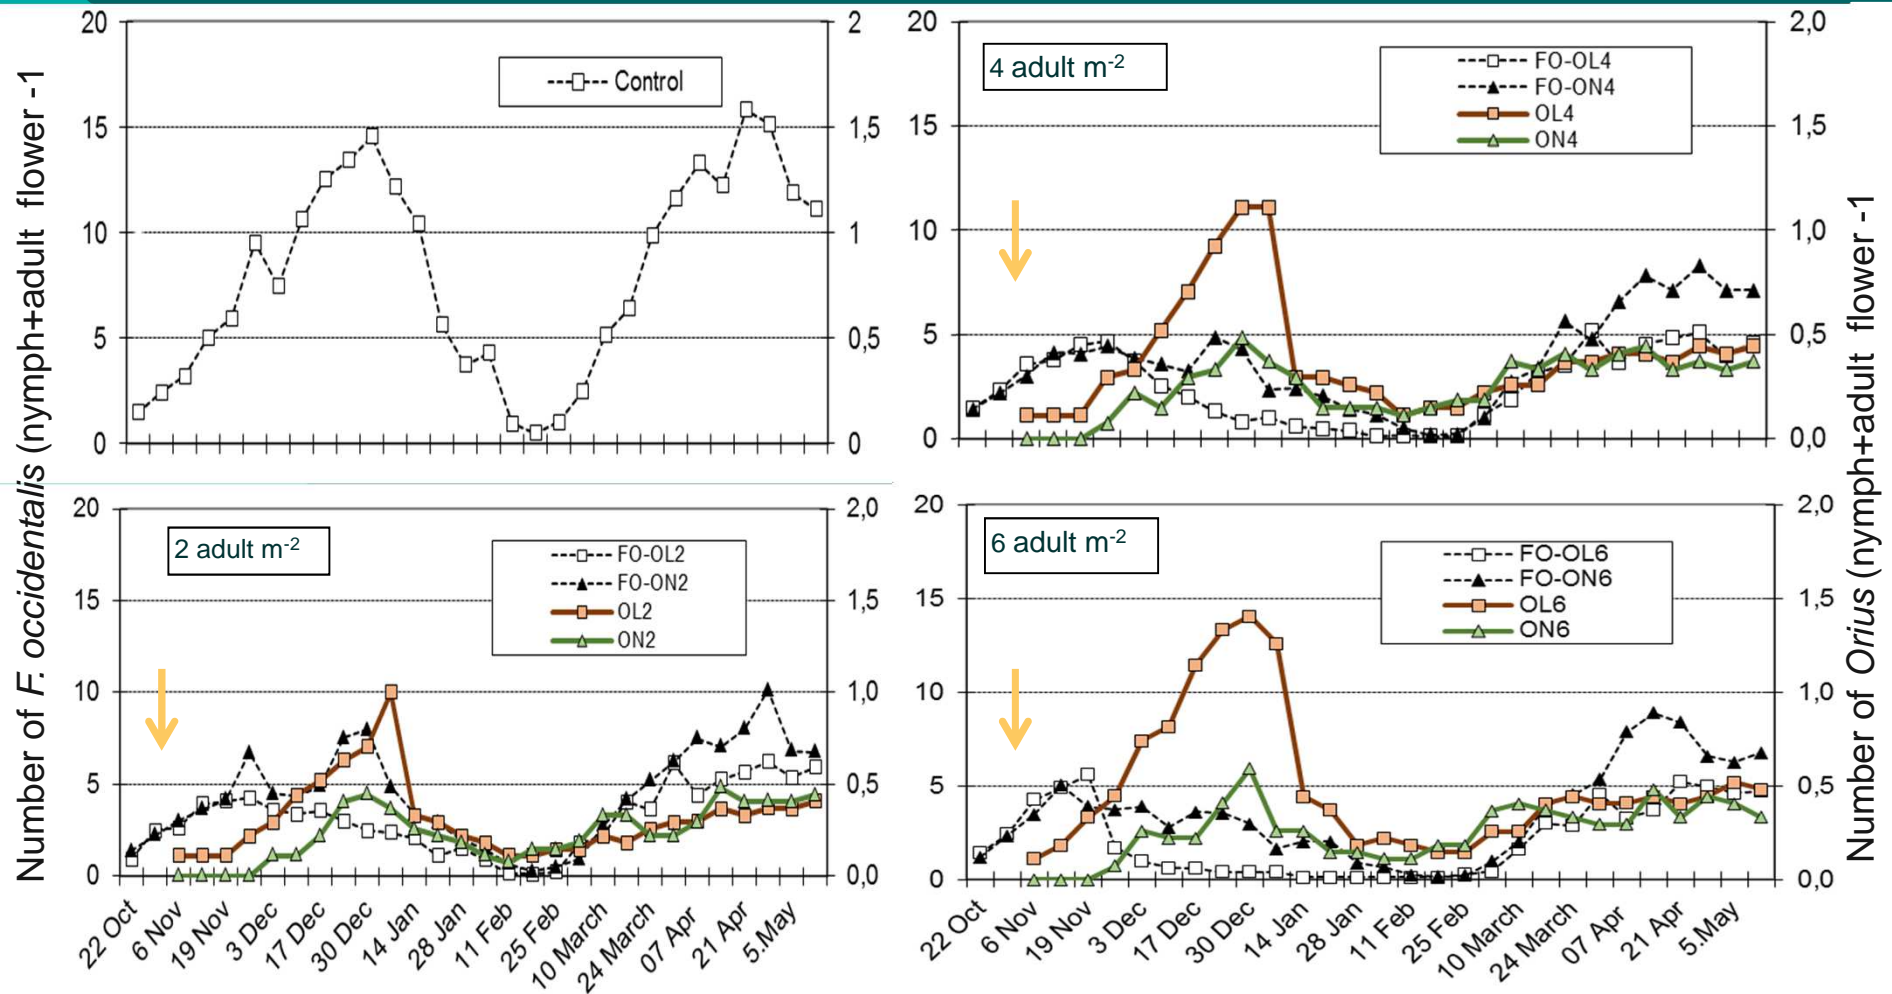 Number of F. occidentalis (nymph+adult flower -1
20
15
10
5
0
2
1,5
1
0,5
0
Control
20
15
10
5
0
2,0
1,5
1,0
0,5
0,0
4 adult m-2
FO-OL4
FO-ON4
OL4
ON4
20
15
10
5
0
2,0
1,5
1,0
0,5
0,0
2 adult m-2
FO-OL2
FO-ON2
OL2
ON2
22 Oct
6 Nov
19 Nov
3 Dec
17 Dec
30 Dec
14 Jan
28 Jan
11 Feb
25 Feb
10 March
24 March
07 Apr
21 Apr
5.May
20
15
10
5
0
2,0
1,5
1,0
0,5
0,0
6 adult m-2
FO-OL6
FO-ON6
OL6
ON6
22 Oct
6 Nov
19 Nov
3 Dec
17 Dec
30 Dec
14 Jan
28 Jan
11 Feb
25 Feb
10 March
24 March
07 Apr
21 Apr
5.May
Number of Orius (nymph+adult flower -1